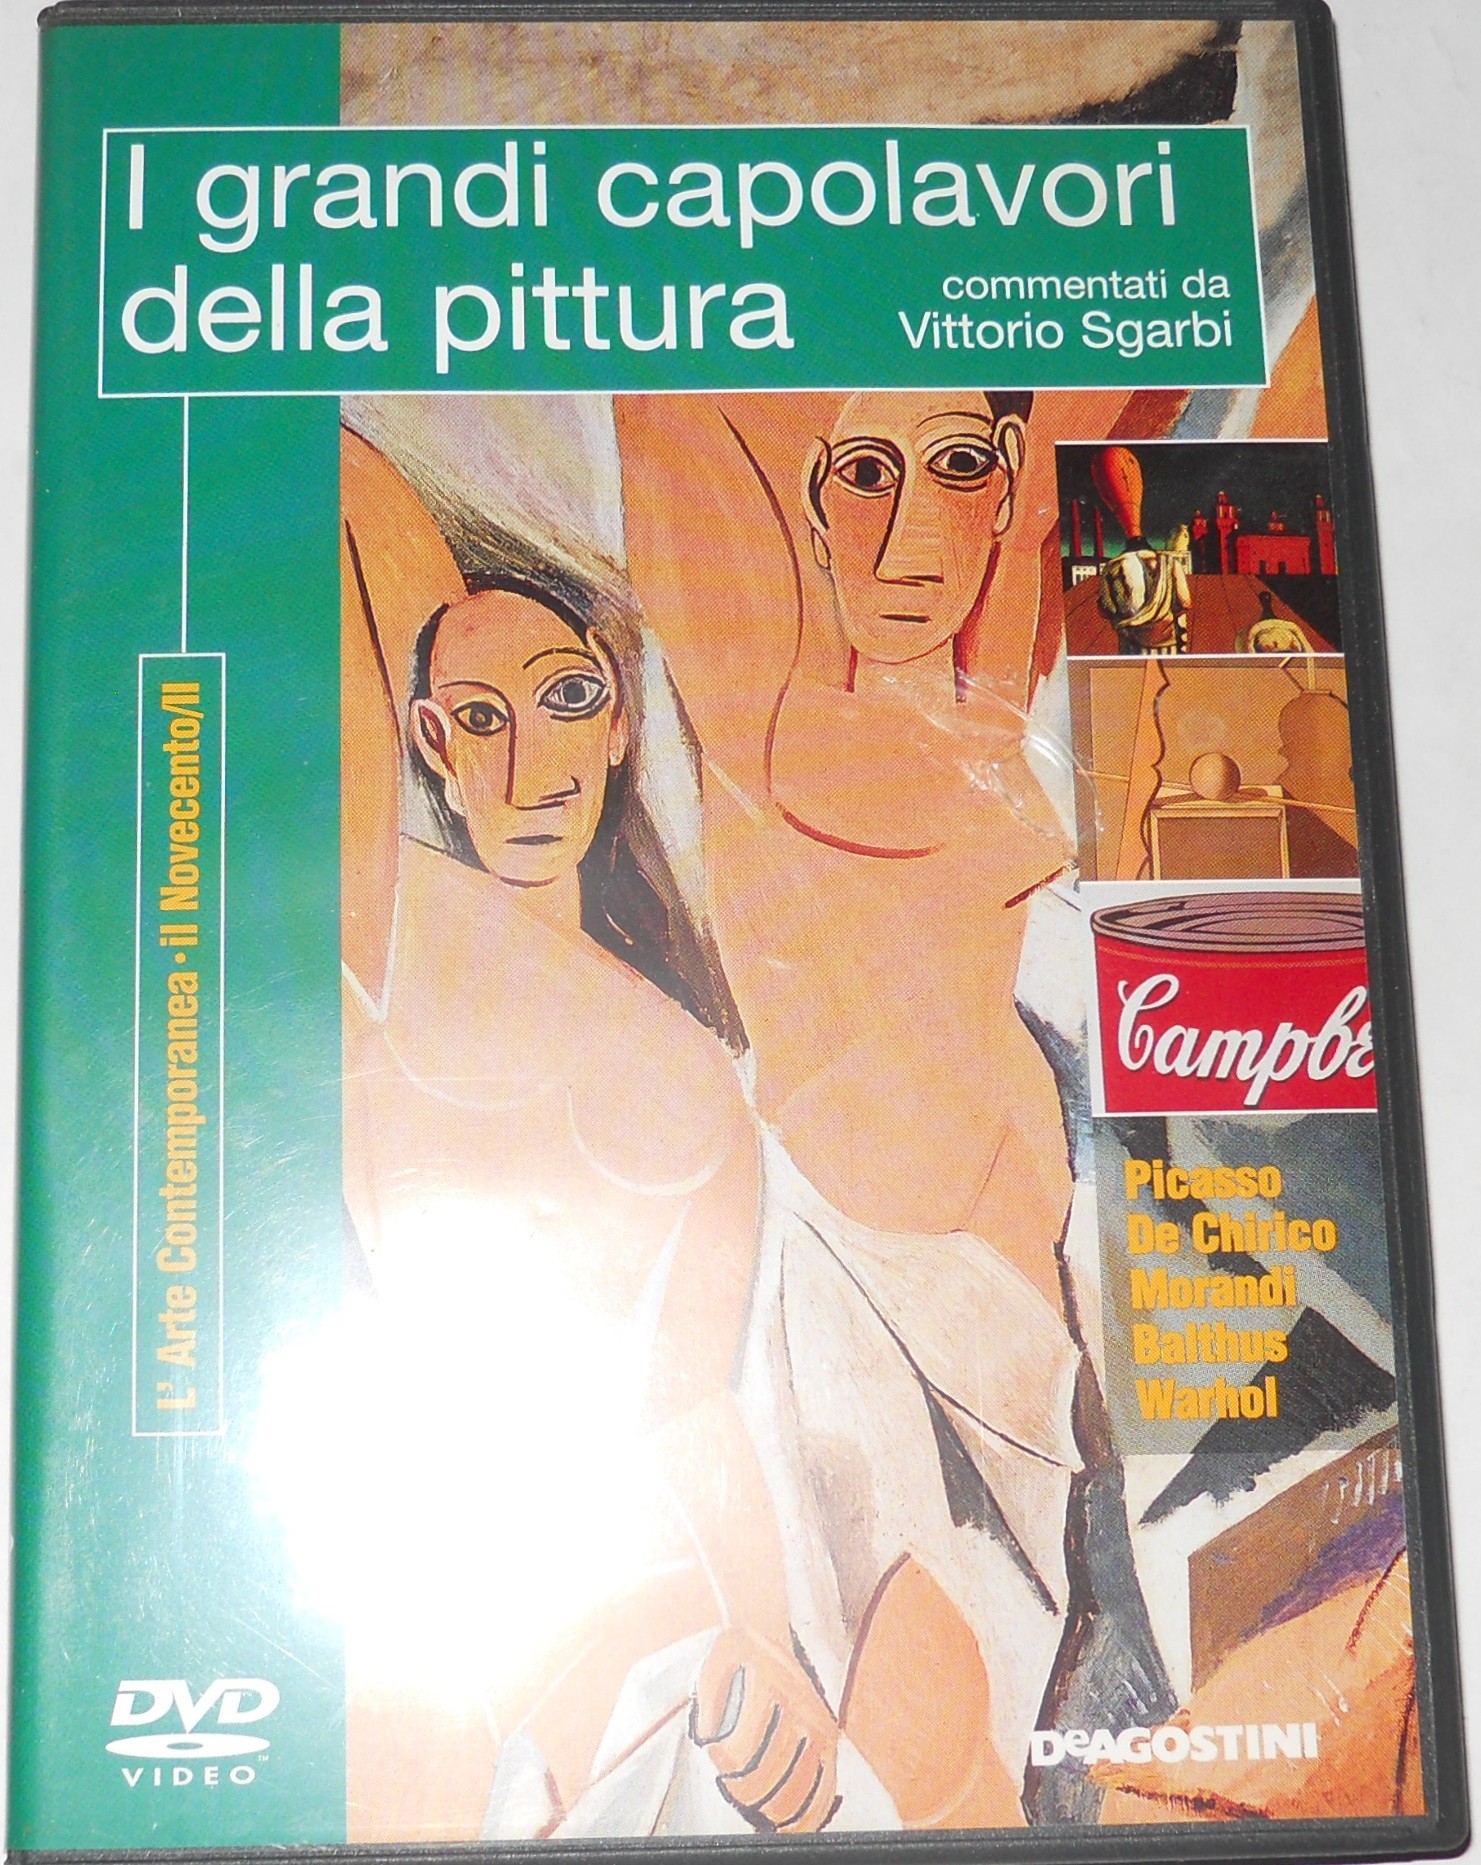 I grandi capolavori
della pittura
commentati da
Vittorio Sgarbi
L'Arte Contemporanea • il Novecento/II
Campbe
Picasso
De Chirico
Morandi
Balthus
Warhol
DVD
VIDEO
™
DeAGOSTINI